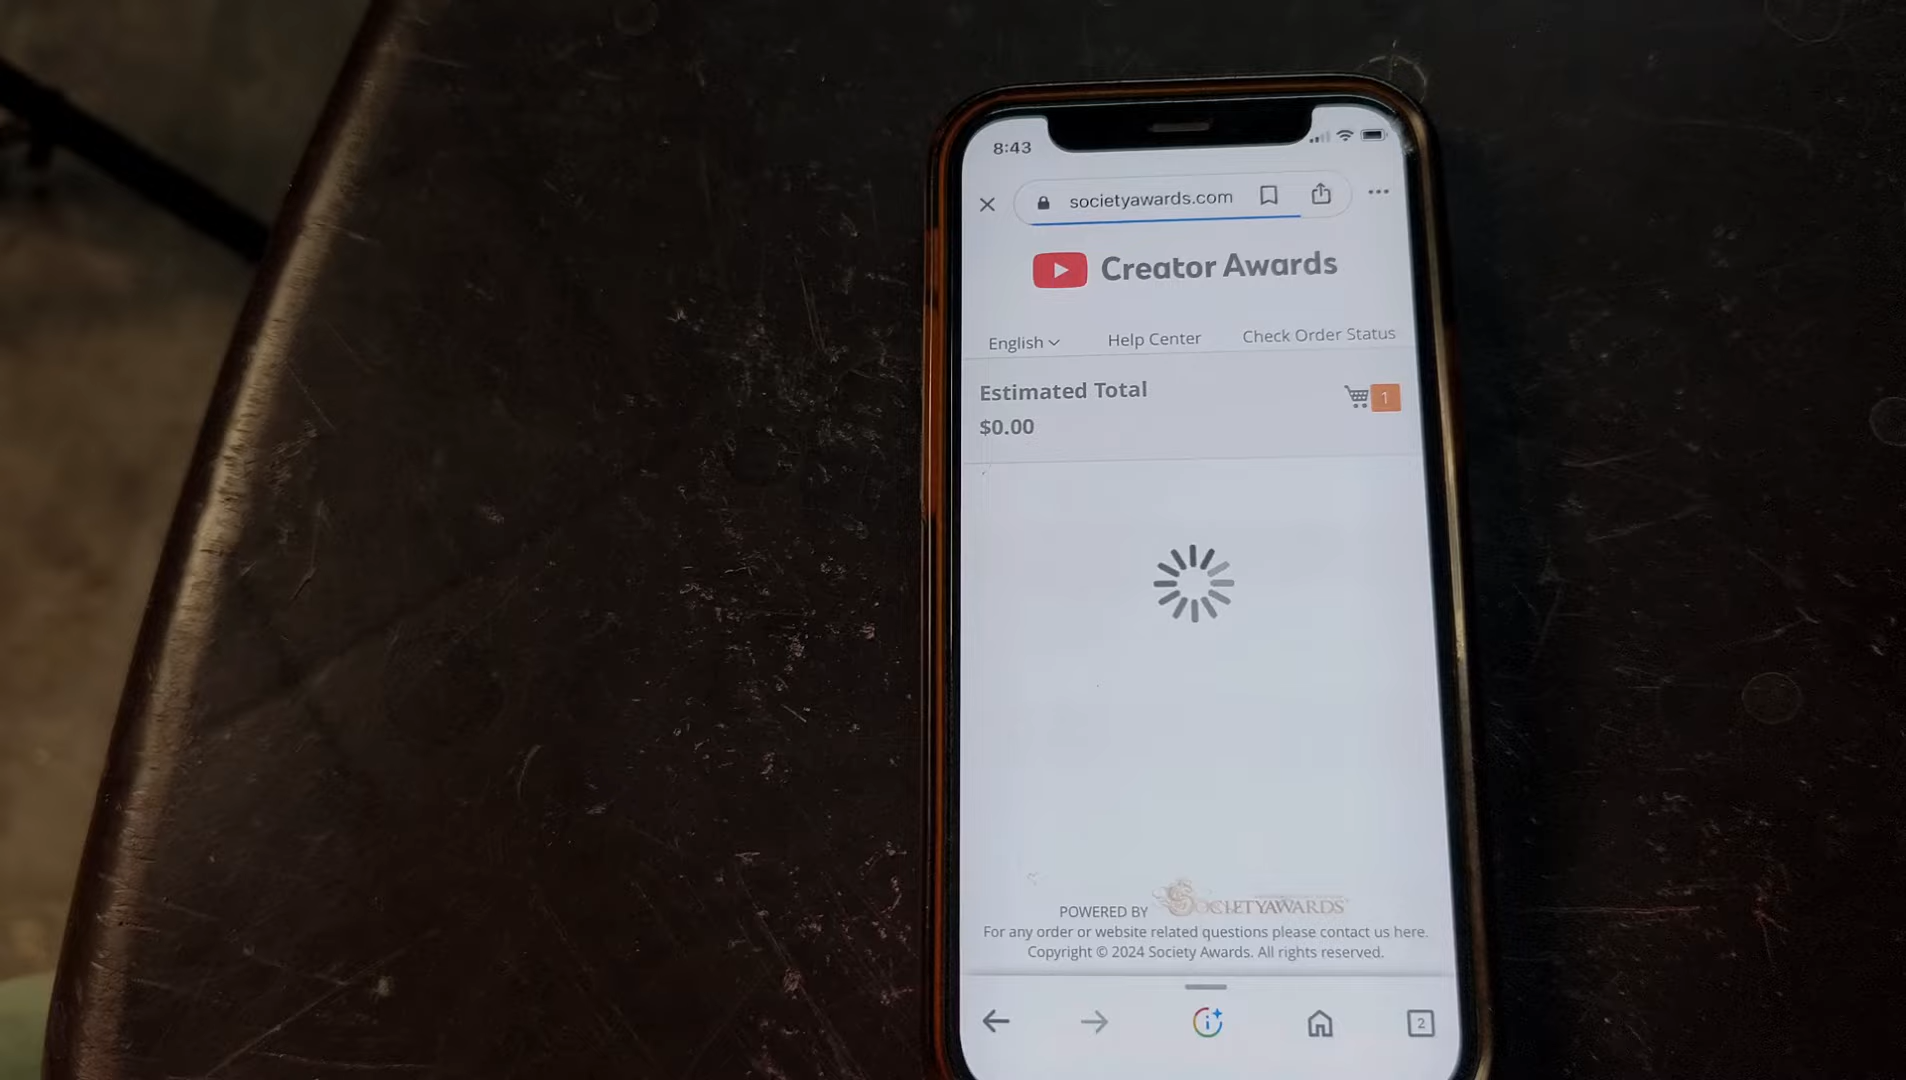 8:43
societyawards.com
Creator Awards
English
Help Center
Check Order Status
Estimated Total
1
$0.00
POWERED BY SOCIETYAWARDS
For any order or website related questions please contact us here.
Copyright © 2024 Society Awards. All rights reserved.
2